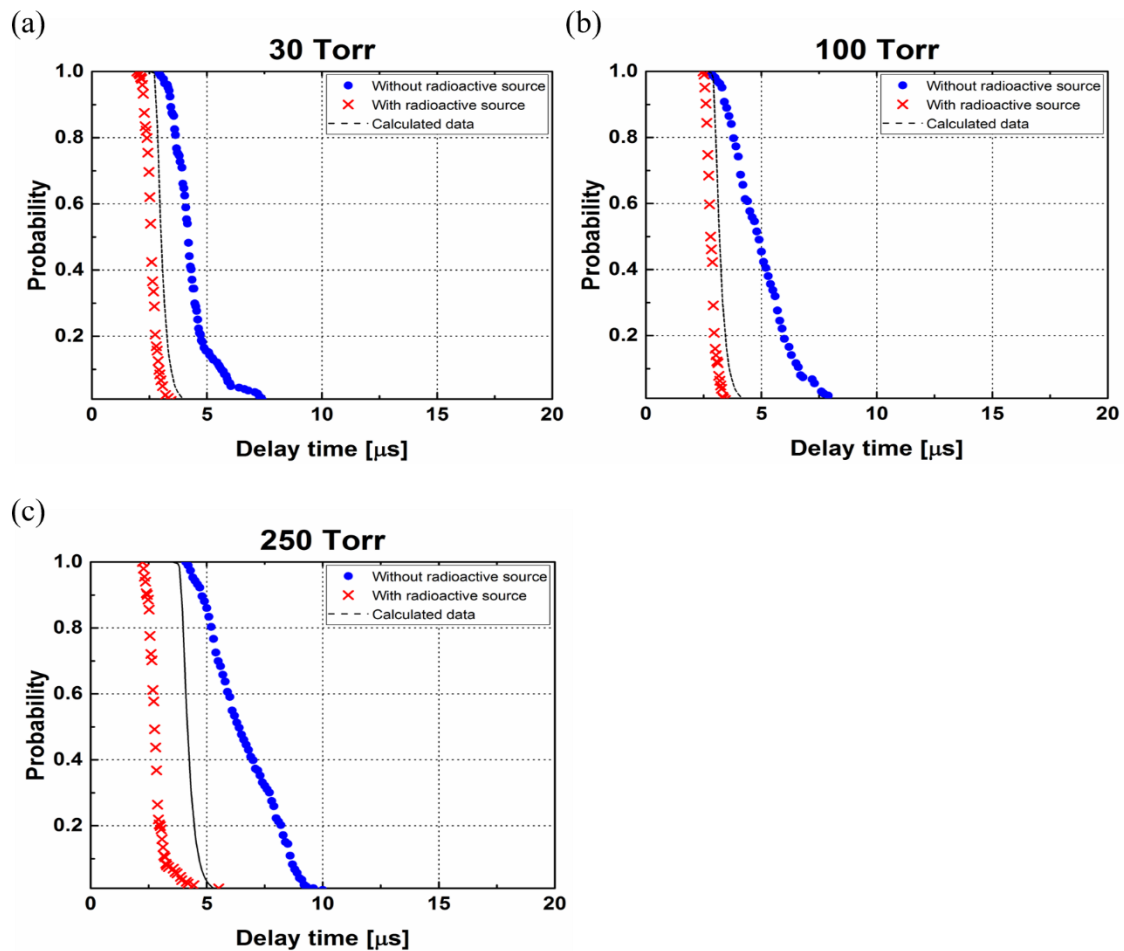 (a)
30 Torr
1.0
0.8
0.6
0.4
0.2
0
5
10
15
20
Probability
Delay time [μs]
Without radioactive source
With radioactive source
Calculated data
(b)
100 Torr
1.0
0.8
0.6
0.4
0.2
0
5
10
15
20
Probability
Delay time [μs]
Without radioactive source
With radioactive source
Calculated data
(c)
250 Torr
1.0
0.8
0.6
0.4
0.2
0
5
10
15
20
Probability
Delay time [μs]
Without radioactive source
With radioactive source
Calculated data